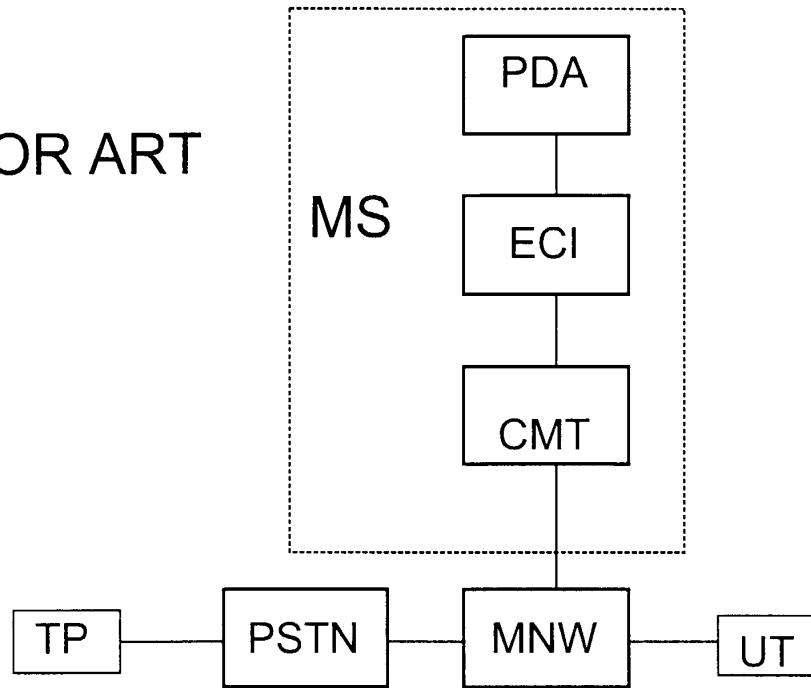 PDA
OR ART
MS
ECI
CMT
TP
PSTN
MNW
UT